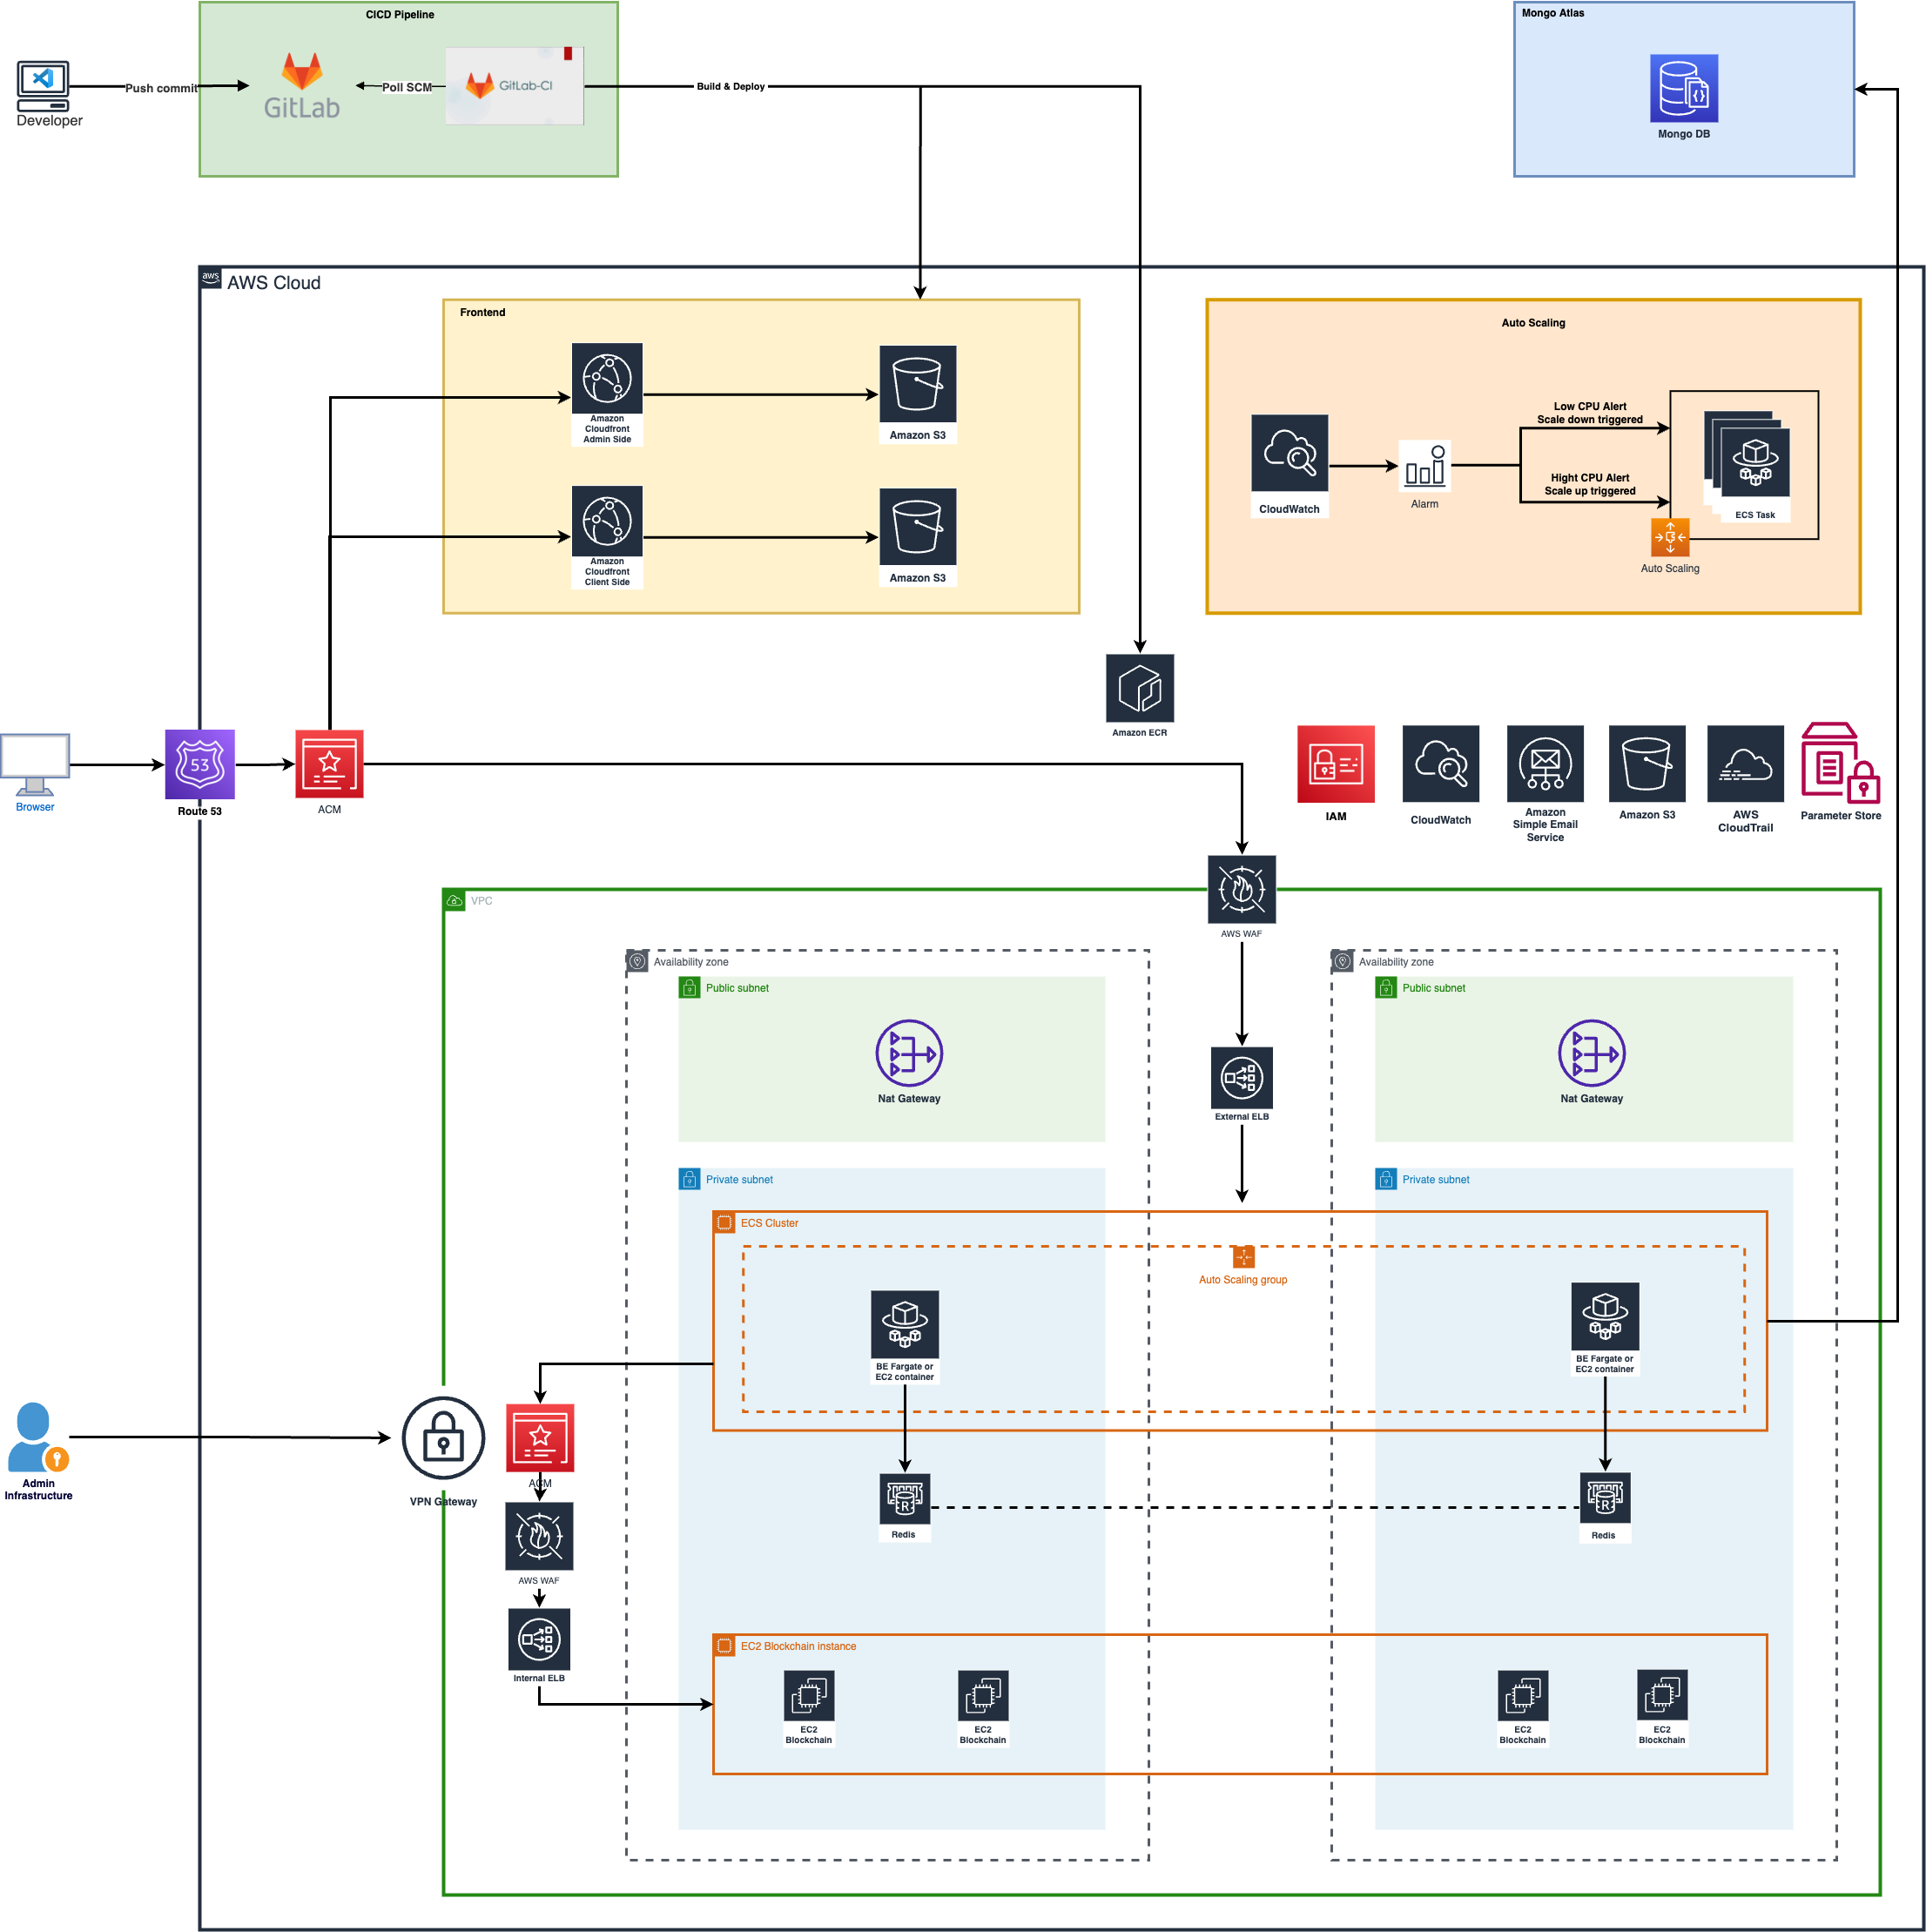 CICD Pipeline
Mongo Atlas
Push commit
GitLab
Poll SCM
GitLab-CI
Build & Deploy
Developer
Mongo DB
aws
AWS Cloud
Frontend
Auto Scaling
Amazon
Cloudfront
Admin Side
Amazon S3
Low CPU Alert
Scale down triggered
CloudWatch
Alarm
Hight CPU Alert
Scale up triggered
ECS Task
Auto Scaling
Amazon
Cloudfront
Client Side
Amazon S3
Amazon ECR
53
Browser
Route 53
ACM
IAM
CloudWatch
Amazon
Simple Email
Service
Amazon S3
AWS
CloudTrail
Parameter Store
VPC
AWS WAF
Availability zone
Availability zone
Public subnet
Public subnet
Nat Gateway
External ELB
Nat Gateway
Private subnet
Private subnet
ECS Cluster
Auto Scaling group
BE Fargate or
EC2 container
BE Fargate or
EC2 container
Admin
Infrastructure
VPN Gateway
ACM
R
Redis
R
Redis
AWS WAF
Internal ELB
EC2 Blockchain instance
EC2
Blockchain
EC2
Blockchain
EC2
Blockchain
EC2
Blockchain